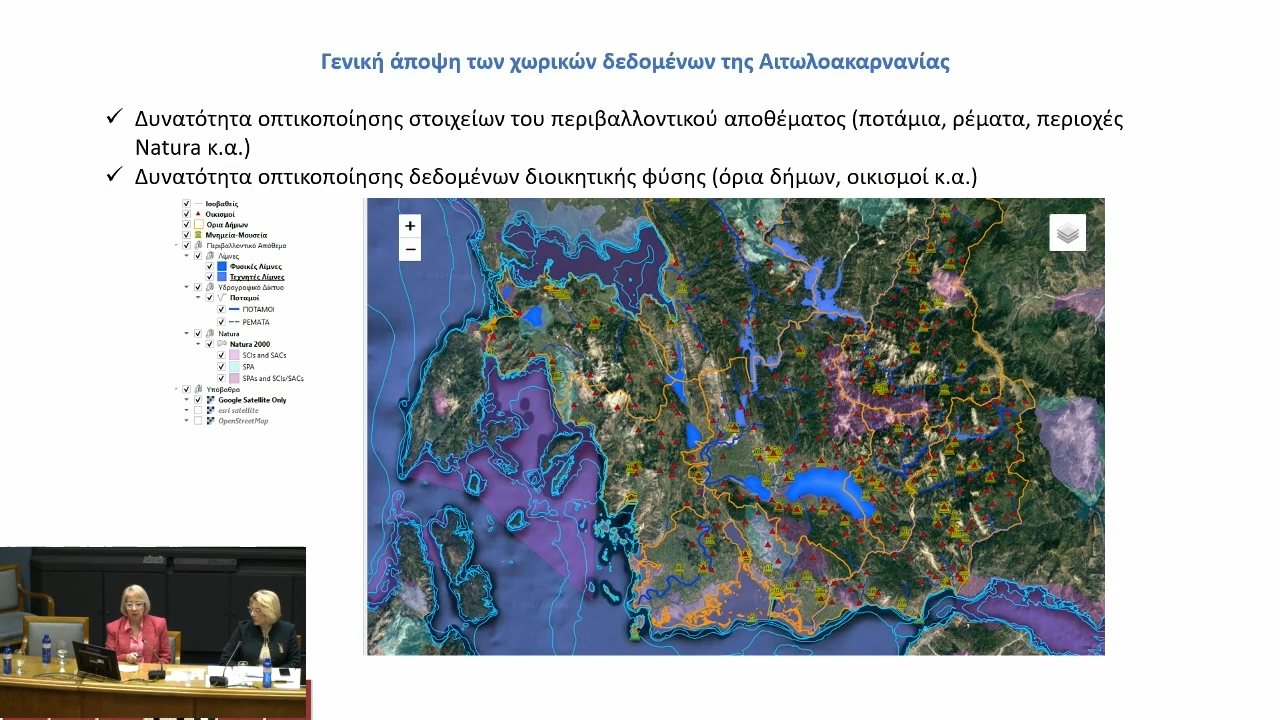 Γενική άποψη των χωρικών δεδομένων της Αιτωλοακαρνανίας
✓ Δυνατότητα οπτικοποίησης στοιχείων του περιβαλλοντικού αποθέματος (ποτάμια, ρέματα, περιοχές
Natura κ.α.)
✓ Δυνατότητα οπτικοποίησης δεδομένων διοικητικής φύσης (όρια δήμων, οικισμοί κ.α.)
Ισοβαθείς
Οικισμοί
Όρια Δήμων
Μνημεία-Μουσεία
Περιβαλλοντικό Απόθεμα
Λίμνες
Φυσικές Λίμνες
Τεχνητές Λίμνες
Υδρογραφικό Δίκτυο
Ποταμοί
ΠΟΤΑΜΟΙ
ΡΕΜΑΤΑ
Natura
Natura 2000
SCIs and SACs
SPA
SPAs and SCIs/SACs
Υπόβαθρα
Google Satellite Only
esri satellite
OpenStreetMap
+
−